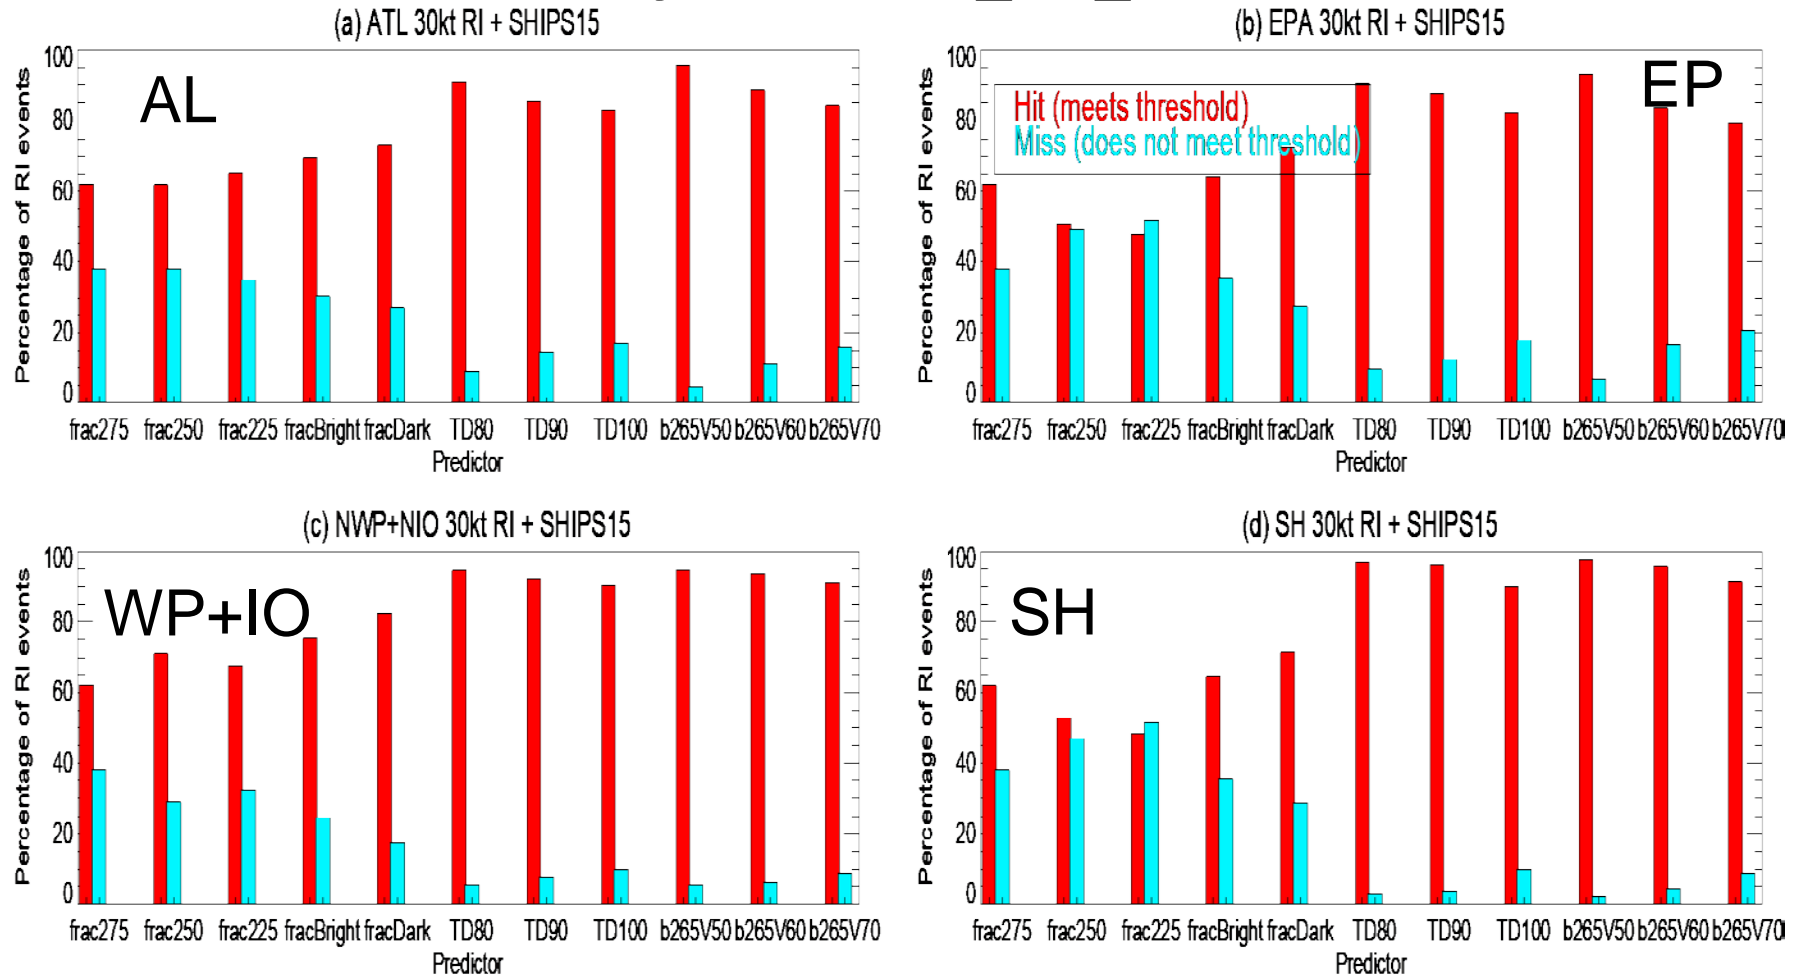 (a) ATL 30kt RI + SHIPS15
AL
Percentage of RI events
100
80
60
40
20
0
frac275 frac250 frac225 fracBright fracDark TD80 TD90 TD100 b265V50 b265V60 b265V70
Predictor
(b) EPA 30kt RI + SHIPS15
EP
Hit (meets threshold)
Miss (does not meet threshold)
Percentage of RI events
100
80
60
40
20
0
frac275 frac250 frac225 fracBright fracDark TD80 TD90 TD100 b265V50 b265V60 b265V70
Predictor
(c) NWP+NIO 30kt RI + SHIPS15
WP+IO
Percentage of RI events
100
80
60
40
20
0
frac275 frac250 frac225 fracBright fracDark TD80 TD90 TD100 b265V50 b265V60 b265V70
Predictor
(d) SH 30kt RI + SHIPS15
SH
Percentage of RI events
100
80
60
40
20
0
frac275 frac250 frac225 fracBright fracDark TD80 TD90 TD100 b265V50 b265V60 b265V70
Predictor